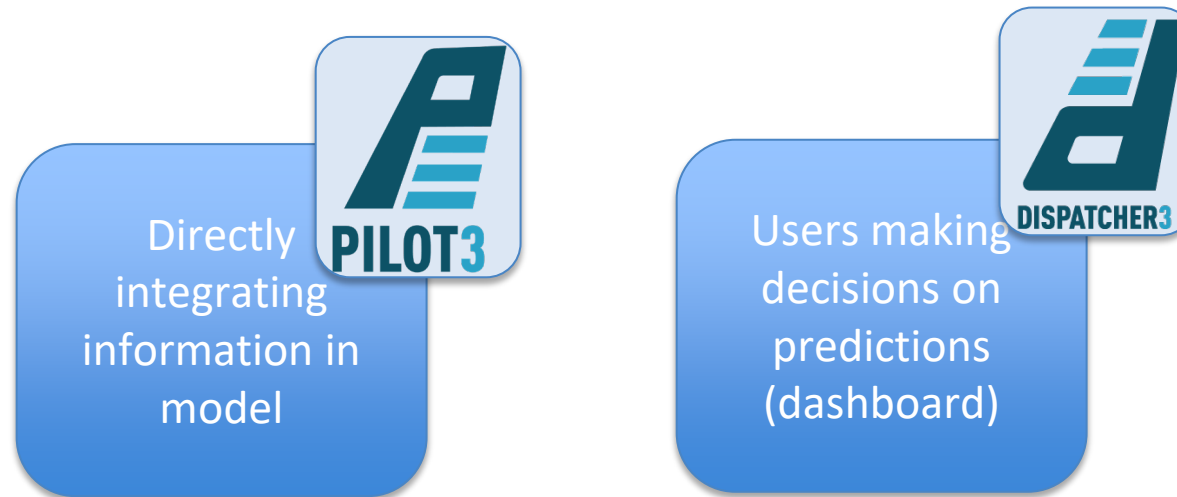 PILOT3
Directly
integrating
information in
model
DISPATCHER3
Users making
decisions on
predictions
(dashboard)